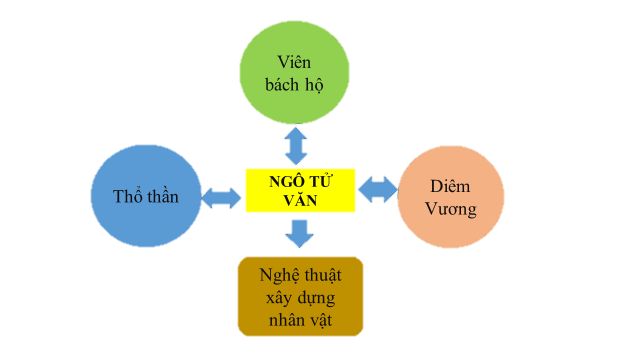 Viên
bách hộ
Thổ thần
NGÔ TỬ
VĂN
Diêm
Vương
Nghệ thuật
xây dựng
nhân vật